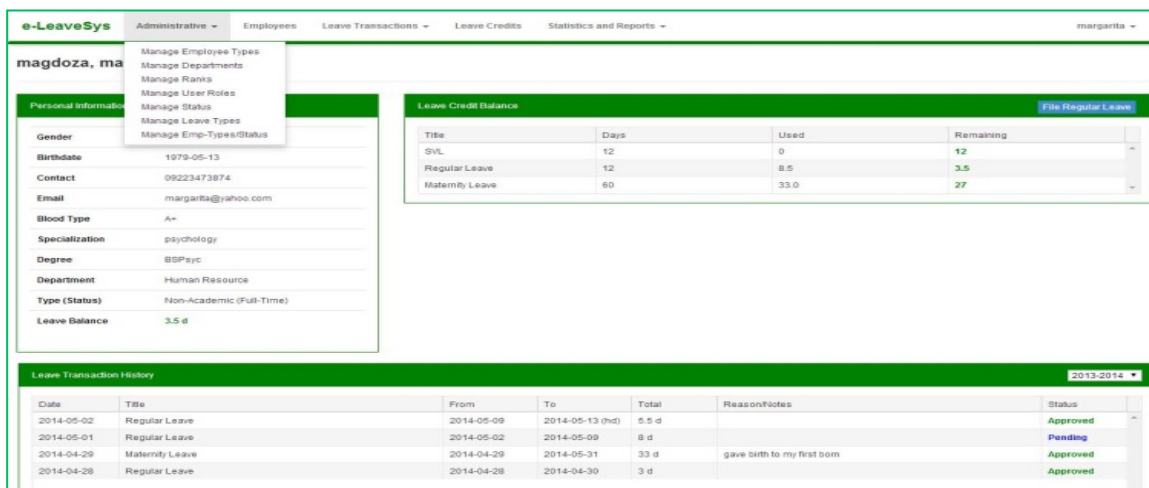 e-LeaveSys Administrative Employees Leave Transactions Leave Credits Statistics and Reports margarita
Manage Employee Types
Manage Departments
Manage Ranks
Manage User Roles
Manage Status
Manage Leave Types
Manage Emp-Types/Status
magdoza, ma
Personal Informatio
Gender
Birthdate 1979-05-13
Contact 09223473874
Email margarita@yahoo.com
Blood Type A+
Specialization psychology
Degree BSPsyc
Department Human Resource
Type (Status) Non-Academic (Full-Time)
Leave Balance 3.5 d
Leave Credit Balance File Regular Leave
Title Days Used Remaining
SVL 12 0 12
Regular Leave 12 8.5 3.5
Maternity Leave 60 33.0 27
Leave Transaction History 2013-2014
Date Title From To Total Reason/Notes Status
2014-05-02 Regular Leave 2014-05-09 2014-05-13 (hd) 5.5 d Approved
2014-05-01 Regular Leave 2014-05-02 2014-05-09 8 d Pending
2014-04-29 Maternity Leave 2014-04-29 2014-05-31 33 d gave birth to my first born Approved
2014-04-28 Regular Leave 2014-04-28 2014-04-30 3 d Approved